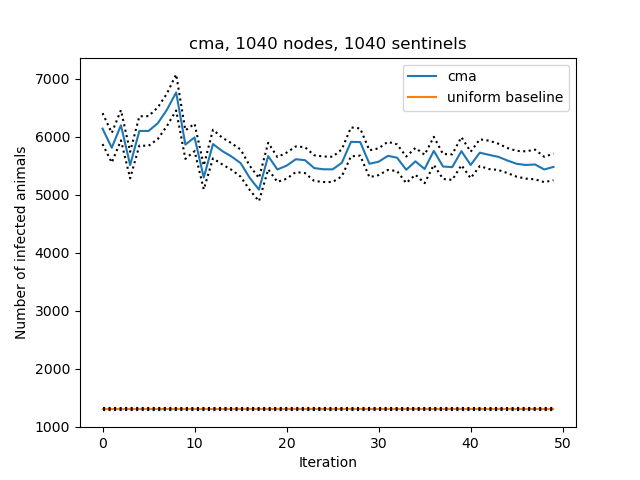 cma, 1040 nodes, 1040 sentinels
cma
uniform baseline
7000
6000
5000
4000
3000
2000
1000
Number of infected animals
0 10 20 30 40 50
Iteration